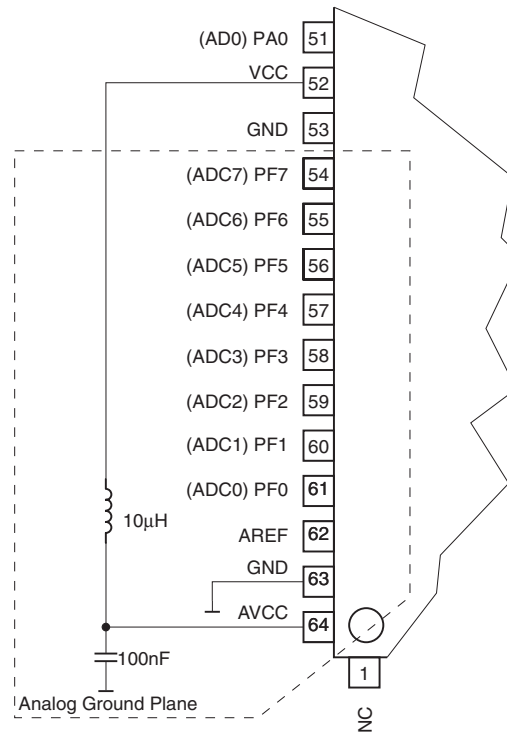 (AD0) PA0 51
VCC 52
GND 53
(ADC7) PF7 54
(ADC6) PF6 55
(ADC5) PF5 56
(ADC4) PF4 57
(ADC3) PF3 58
(ADC2) PF2 59
(ADC1) PF1 60
(ADC0) PF0 61
10μH
AREF 62
GND 63
AVCC 64
100nF
1
Analog Ground Plane
NC